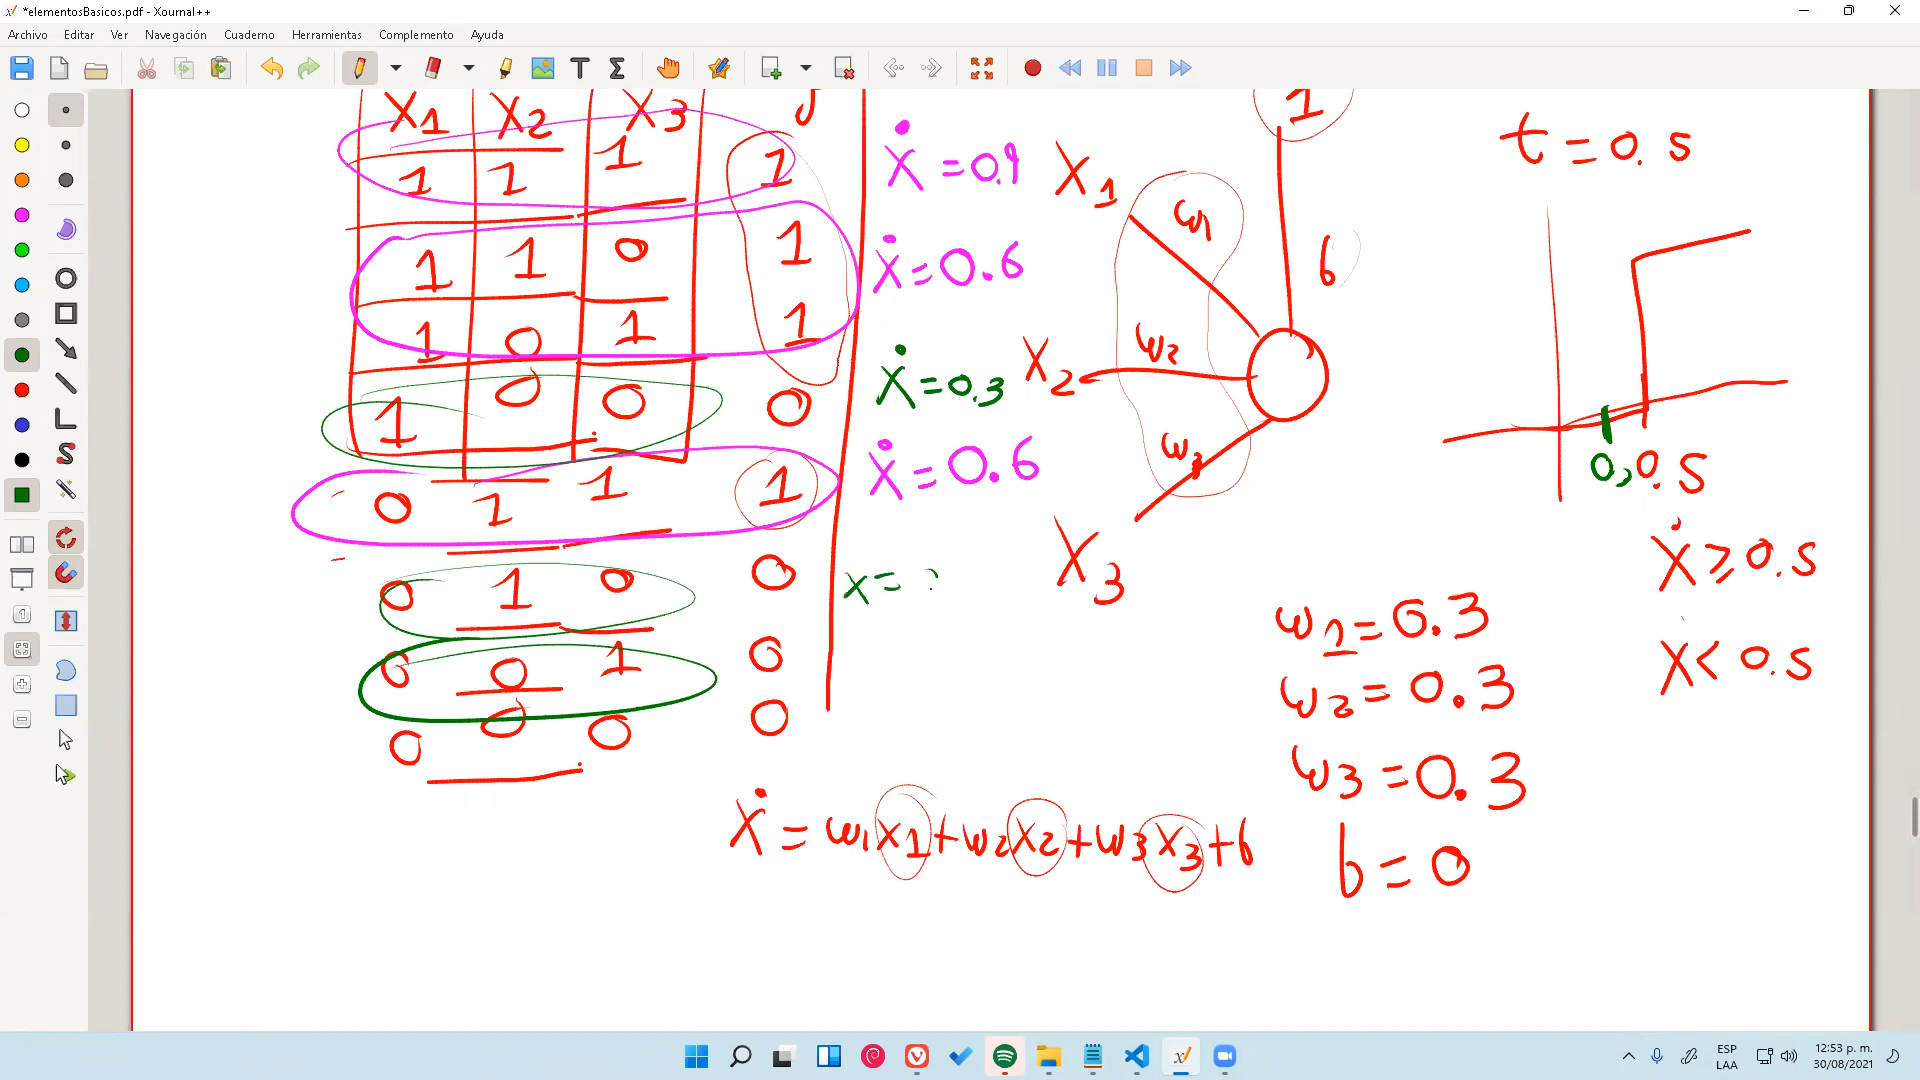 *elementosBasicos.pdf - Xournal++
Archivo Editar Ver Navegación Cuaderno Herramientas Complemento Ayuda
X1 X2 X3
1 1 1 1
1 1 0 1
1 0 1 1
1 0 0 0
0 1 1 1
0 1 0 0
0 0 1 0
0 0 0 0
Ẋ = 0.9
Ẋ = 0.6
Ẋ = 0.3
Ẋ = 0.6
x = ?
1
X1
w1
b
X2
w2
w3
X3
t = 0.5
0,0.5
Ẋ ≥ 0.5
Ẋ < 0.5
w1 = 0.3
w2 = 0.3
w3 = 0.3
b = 0
Ẋ = w1X1+w2X2+w3X3+b
ESP
LAA
12:53 p. m.
30/08/2021